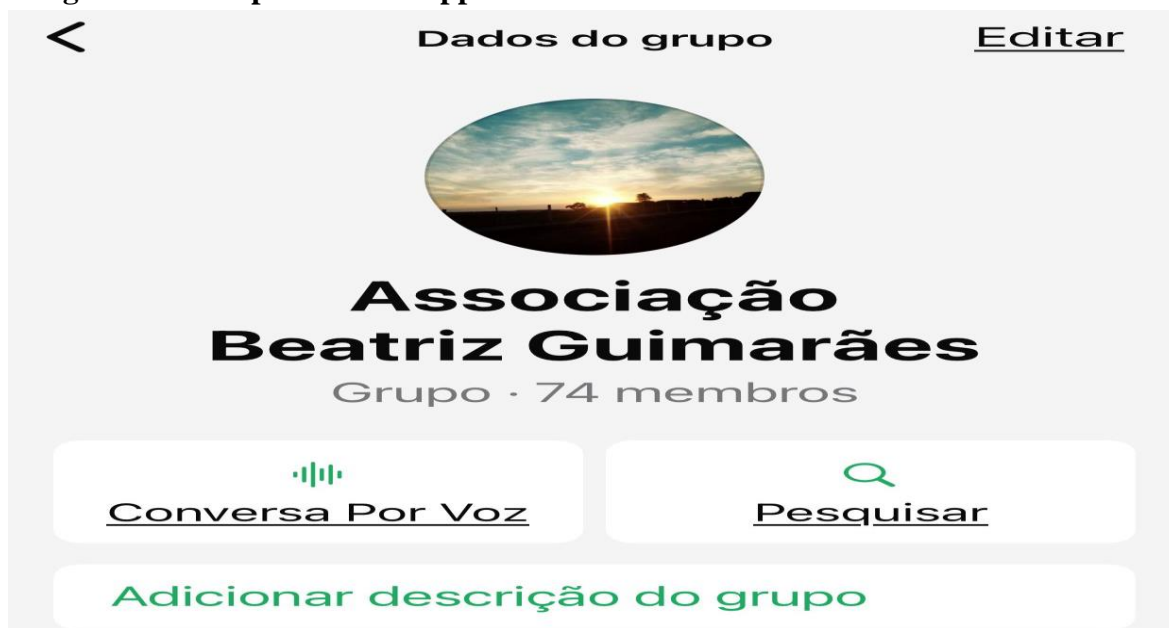 Dados do grupo
Editar
Associação
Beatriz Guimarães
Grupo · 74 membros
Conversa Por Voz
Pesquisar
Adicionar descrição do grupo